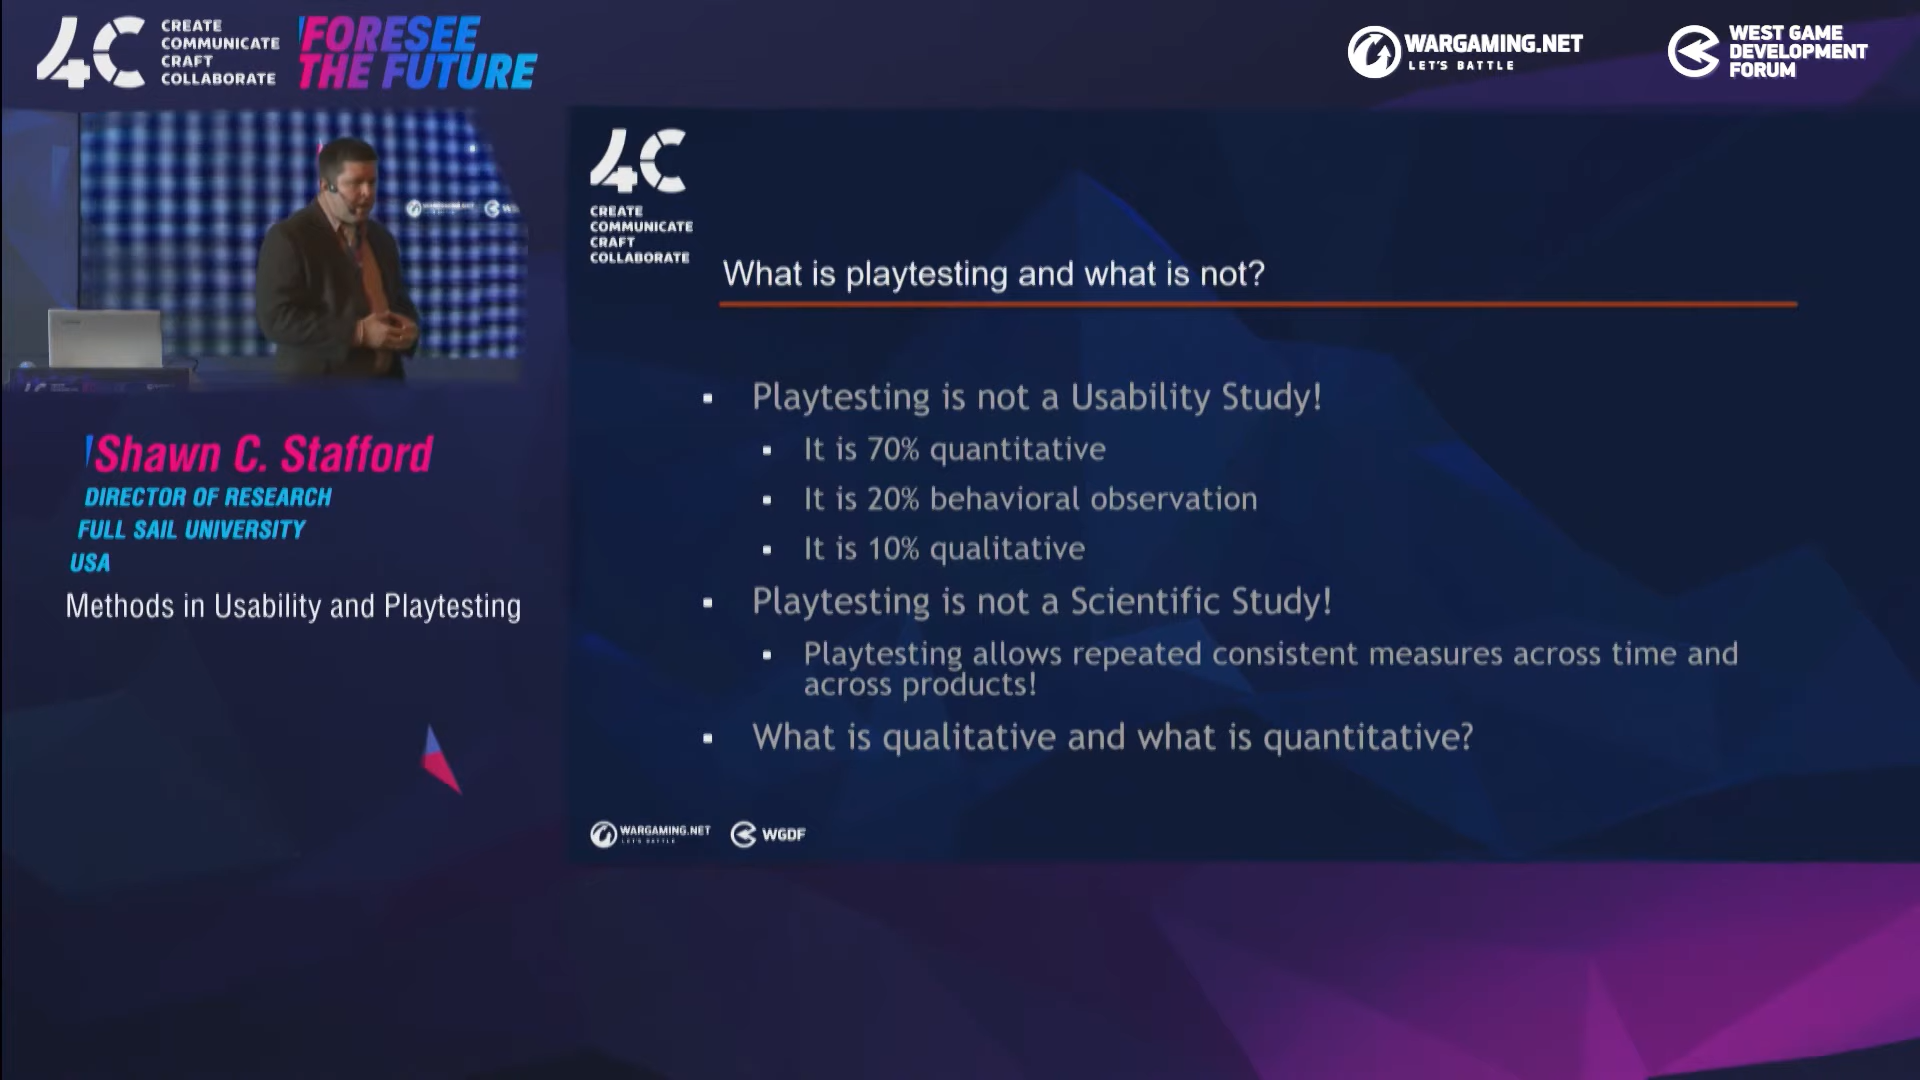 4C
CREATE
COMMUNICATE
CRAFT
COLLABORATE
FORESEE
THE FUTURE
WARGAMING.NET
LET'S BATTLE
WEST GAME
DEVELOPMENT
FORUM
Shawn C. Stafford
DIRECTOR OF RESEARCH
FULL SAIL UNIVERSITY
USA
Methods in Usability and Playtesting
4C
CREATE
COMMUNICATE
CRAFT
COLLABORATE
What is playtesting and what is not?
▪ Playtesting is not a Usability Study!
▪ It is 70% quantitative
▪ It is 20% behavioral observation
▪ It is 10% qualitative
▪ Playtesting is not a Scientific Study!
▪ Playtesting allows repeated consistent measures across time and
across products!
▪ What is qualitative and what is quantitative?
WARGAMING.NET
LET'S BATTLE
WGDF